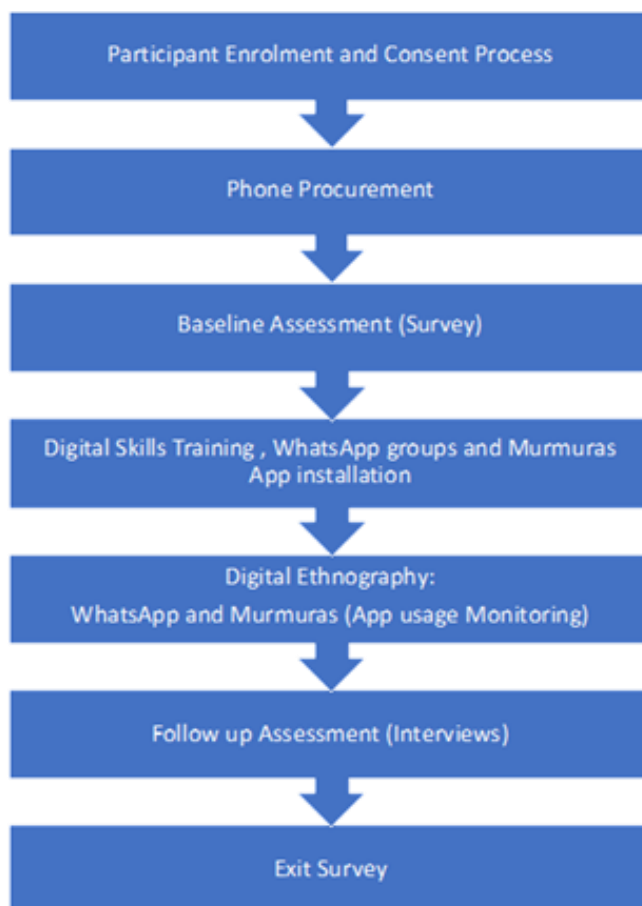 Participant Enrolment and Consent Process
Phone Procurement
Baseline Assessment (Survey)
Digital Skills Training , WhatsApp groups and Murmuras
App installation
Digital Ethnography:
WhatsApp and Murmuras (App usage Monitoring)
Follow up Assessment (Interviews)
Exit Survey